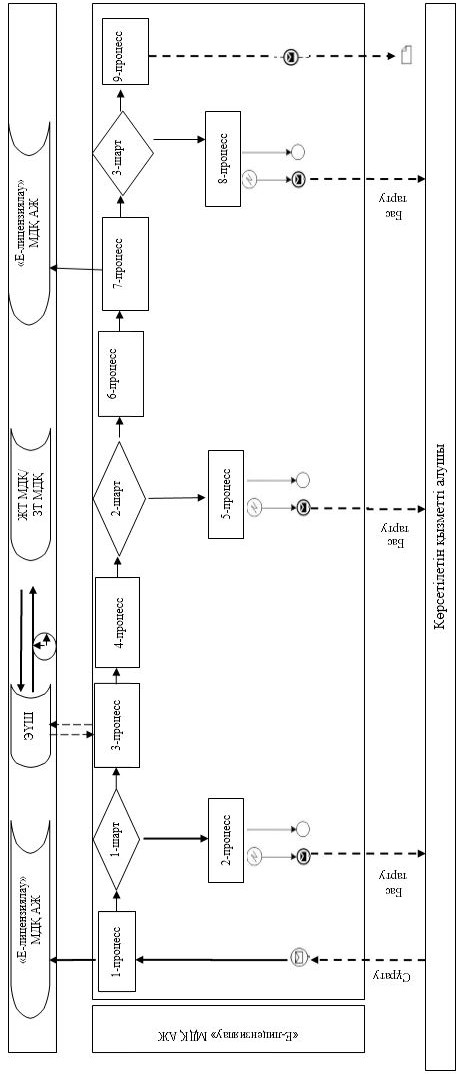 «Е-лицензиялау»
МДҚ АЖ
ЭҮШ
ЖТ МДҚ/
ЗТ МДҚ
«Е-лицензиялау»
МДҚ АЖ
«Е-лицензиялау» МДҚ АЖ
1-процесс
1-шарт
2-процесс
3-процесс
4-процесс
2-шарт
5-процесс
6-процесс
7-процесс
3-шарт
8-процесс
9-процесс
Сұрату
Бас
тарту
Бас
тарту
Бас
тарту
Көрсетілетін қызметті алушы